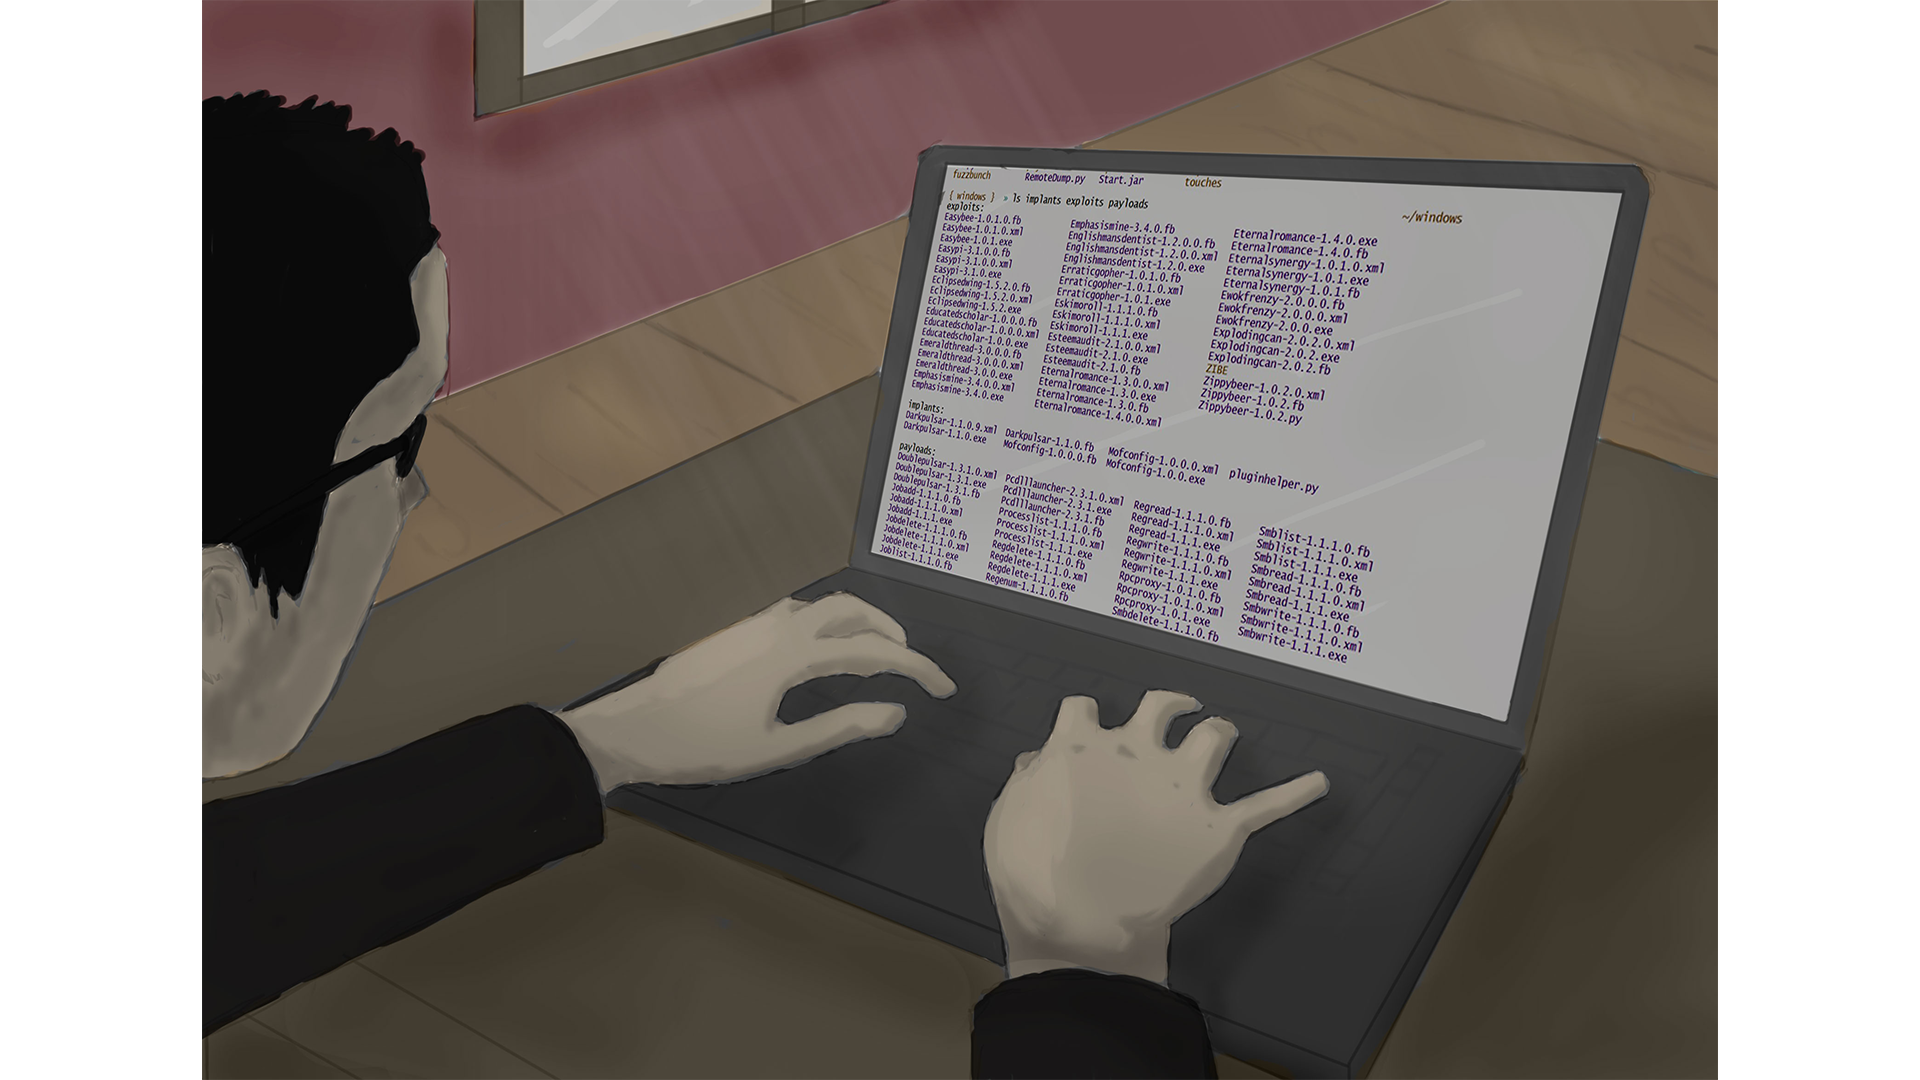 fuzzbunch RemoteDump.py Start.jar touches
[ windows ] » ls implants exploits payloads ~/windows
exploits:
Easybee-1.0.1.0.fb Emphasismine-3.4.0.fb Eternalromance-1.4.0.exe
Easybee-1.0.1.0.xml Englishmansdentist-1.2.0.0.fb Eternalromance-1.4.0.fb
Easybee-1.0.1.exe Englishmansdentist-1.2.0.0.xml Eternalsynergy-1.0.1.0.xml
Easypi-3.1.0.0.fb Englishmansdentist-1.2.0.exe Eternalsynergy-1.0.1.exe
Easypi-3.1.0.0.xml Erraticgopher-1.0.1.0.fb Eternalsynergy-1.0.1.fb
Easypi-3.1.0.exe Erraticgopher-1.0.1.0.xml Ewokfrenzy-2.0.0.0.fb
Eclipsedwing-1.5.2.0.fb Erraticgopher-1.0.1.exe Ewokfrenzy-2.0.0.xml
Eclipsedwing-1.5.2.0.xml Eskimoroll-1.1.1.0.fb Ewokfrenzy-2.0.0.exe
Eclipsedwing-1.5.2.exe Eskimoroll-1.1.1.0.xml Explodingcan-2.0.2.0.xml
Educatedscholar-1.0.0.0.fb Eskimoroll-1.1.1.exe Explodingcan-2.0.2.exe
Educatedscholar-1.0.0.0.xml Esteemaudit-2.1.0.0.xml Explodingcan-2.0.2.fb
Educatedscholar-1.0.0.exe Esteemaudit-2.1.0.exe ZIBE
Emeraldthread-3.0.0.0.fb Esteemaudit-2.1.0.fb Zippybeer-1.0.2.0.xml
Emeraldthread-3.0.0.0.xml Eternalromance-1.3.0.0.xml Zippybeer-1.0.2.fb
Emeraldthread-3.0.0.exe Eternalromance-1.3.0.exe Zippybeer-1.0.2.py
Emphasismine-3.4.0.0.xml Eternalromance-1.3.0.fb
Emphasismine-3.4.0.exe Eternalromance-1.4.0.0.xml
implants:
Darkpulsar-1.1.0.9.xml Darkpulsar-1.1.0.fb Mofconfig-1.0.0.0.xml pluginhelper.py
Darkpulsar-1.1.0.exe Mofconfig-1.0.0.0.fb Mofconfig-1.0.0.exe
payloads:
Doublepulsar-1.3.1.0.xml Pcdlllauncher-2.3.1.0.xml Regread-1.1.1.0.fb Smblist-1.1.1.0.fb
Doublepulsar-1.3.1.exe Pcdlllauncher-2.3.1.exe Regread-1.1.1.0.xml Smblist-1.1.1.0.xml
Doublepulsar-1.3.1.fb Pcdlllauncher-2.3.1.fb Regread-1.1.1.exe Smblist-1.1.1.exe
Jobadd-1.1.1.0.fb Processlist-1.1.1.0.fb Regwrite-1.1.1.0.fb Smbread-1.1.1.0.fb
Jobadd-1.1.1.0.xml Processlist-1.1.1.0.xml Regwrite-1.1.1.0.xml Smbread-1.1.1.0.xml
Jobadd-1.1.1.exe Processlist-1.1.1.exe Regwrite-1.1.1.exe Smbread-1.1.1.exe
Jobdelete-1.1.1.0.fb Regdelete-1.1.1.0.fb Rpcproxy-1.0.1.0.fb Smbwrite-1.1.1.0.fb
Jobdelete-1.1.1.0.xml Regdelete-1.1.1.0.xml Rpcproxy-1.0.1.0.xml Smbwrite-1.1.1.0.xml
Jobdelete-1.1.1.exe Regdelete-1.1.1.exe Rpcproxy-1.0.1.exe Smbwrite-1.1.1.exe
Joblist-1.1.1.0.fb Regenum-1.1.1.0.fb Smbdelete-1.1.1.0.fb